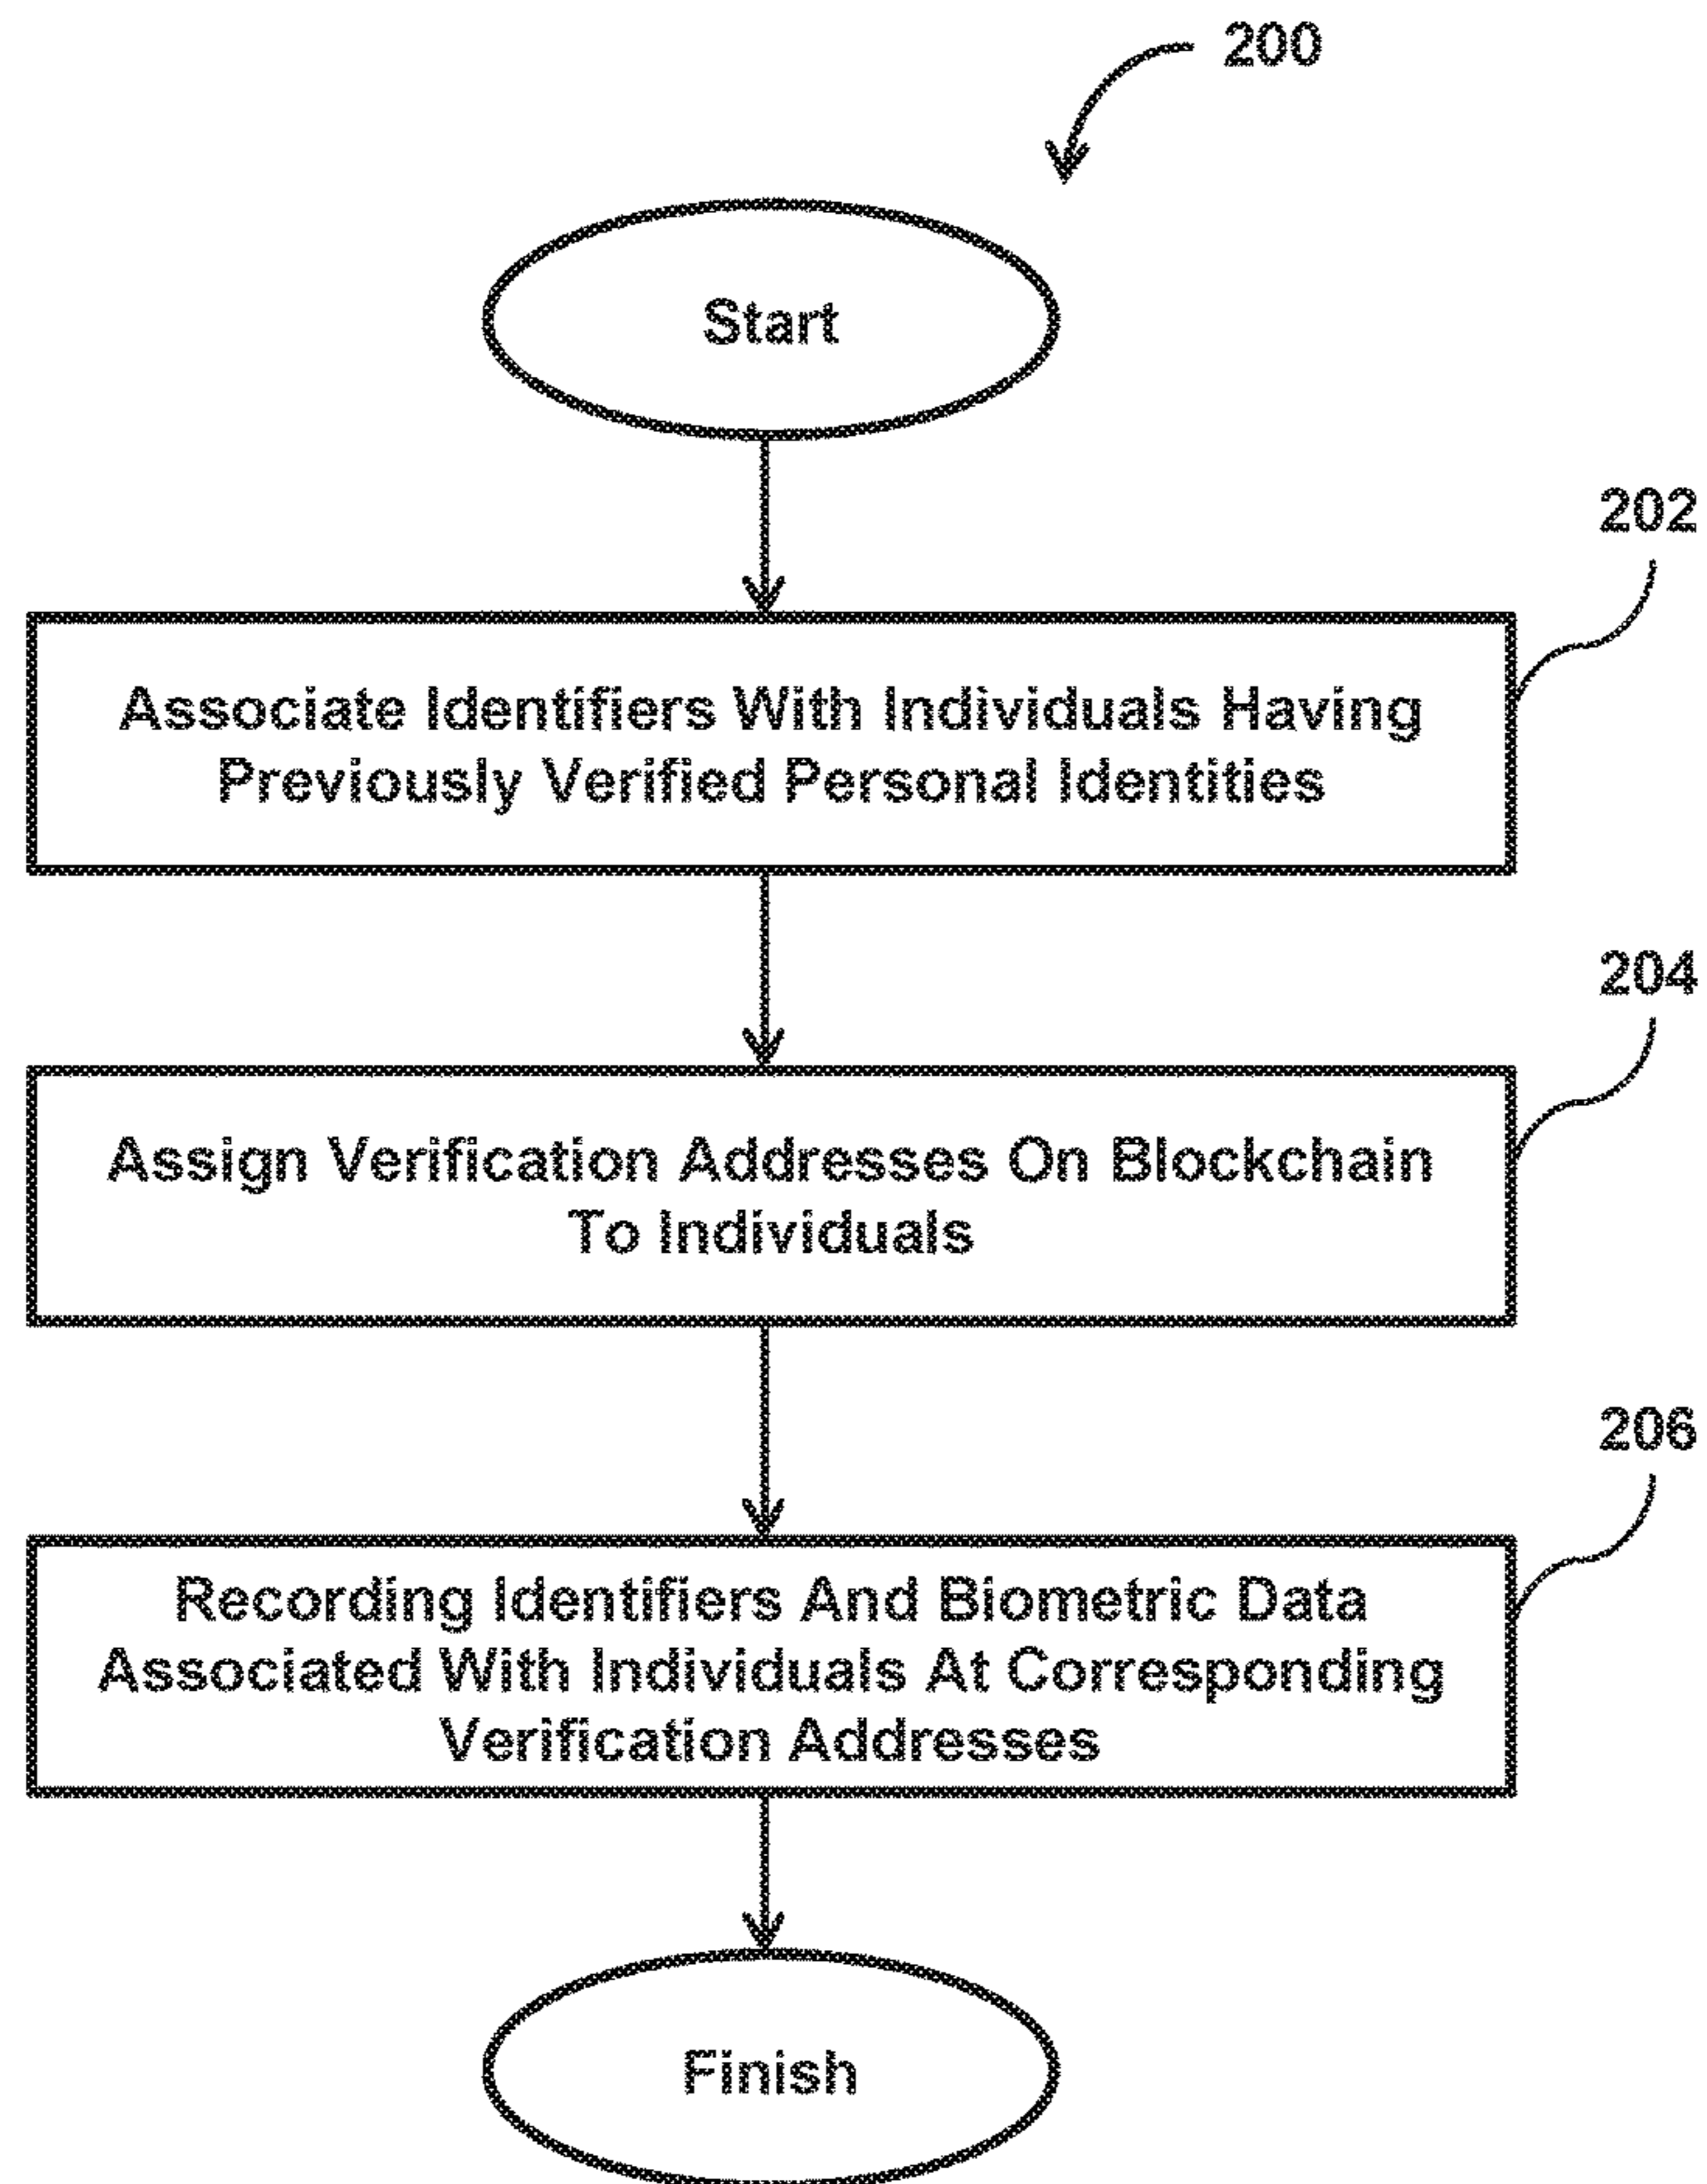 200
Start
202
Associate Identifiers With Individuals Having
Previously Verified Personal Identities
204
Assign Verification Addresses On Blockchain
To Individuals
206
Recording Identifiers And Biometric Data
Associated With Individuals At Corresponding
Verification Addresses
Finish